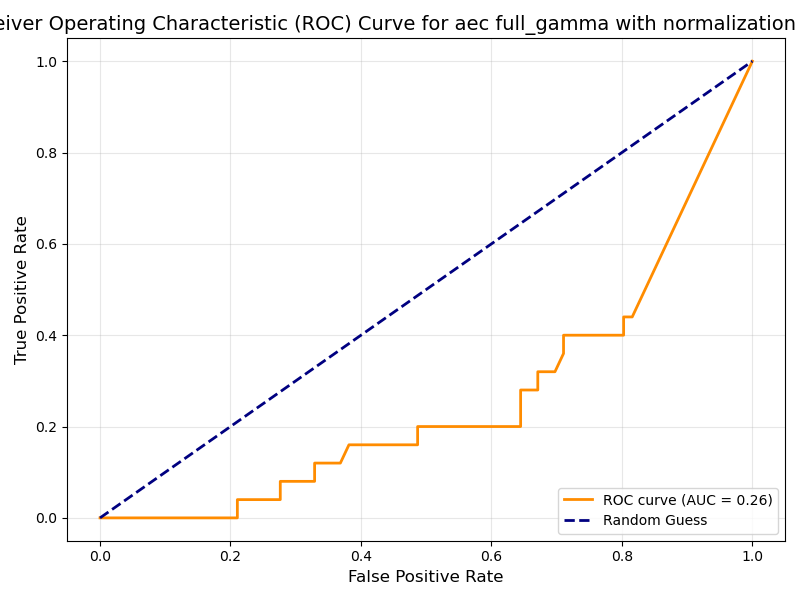 eiver Operating Characteristic (ROC) Curve for aec full_gamma with normalization
1.0
0.8
0.6
0.4
0.2
0.0
True Positive Rate
0.0 0.2 0.4 0.6 0.8 1.0
False Positive Rate
ROC curve (AUC = 0.26)
Random Guess